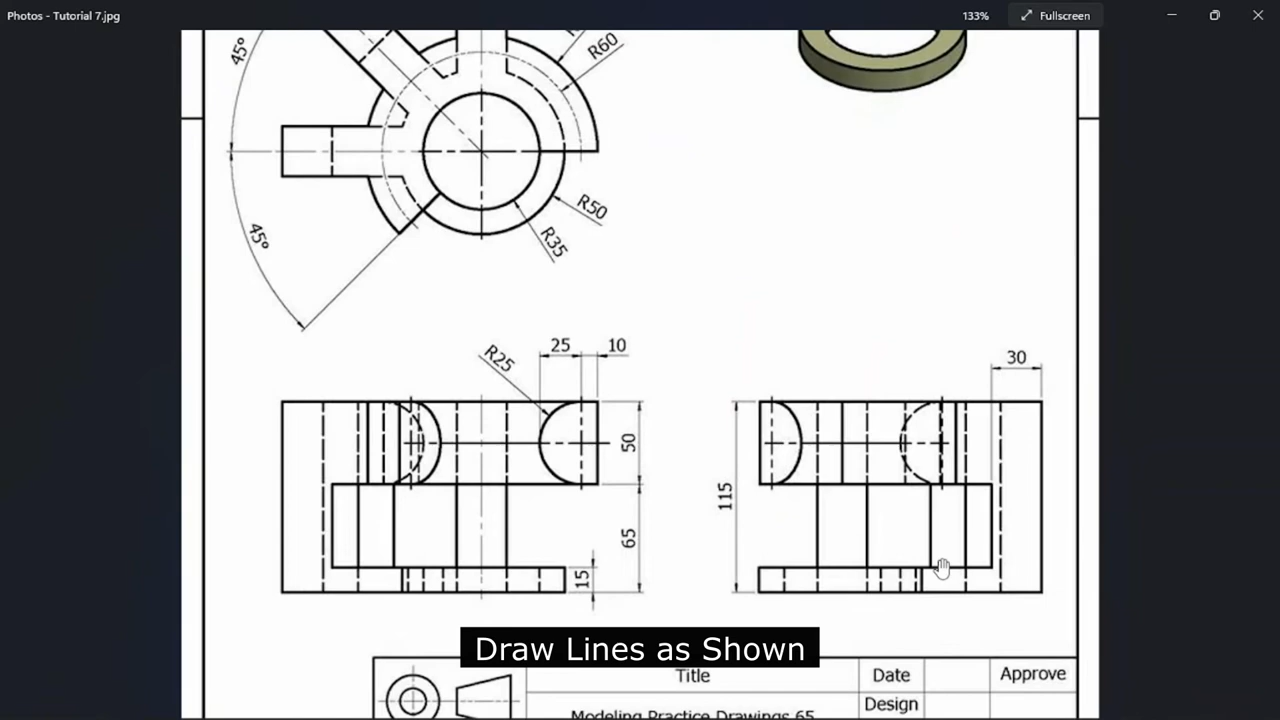 Photos - Tutorial 7.jpg
133%
Fullscreen
45°
R60
45°
R50
R35
R25
25
10
30
50
115
65
15
Draw Lines as Shown
Title
Date
Approve
Design
Modeling Practice Drawings 65